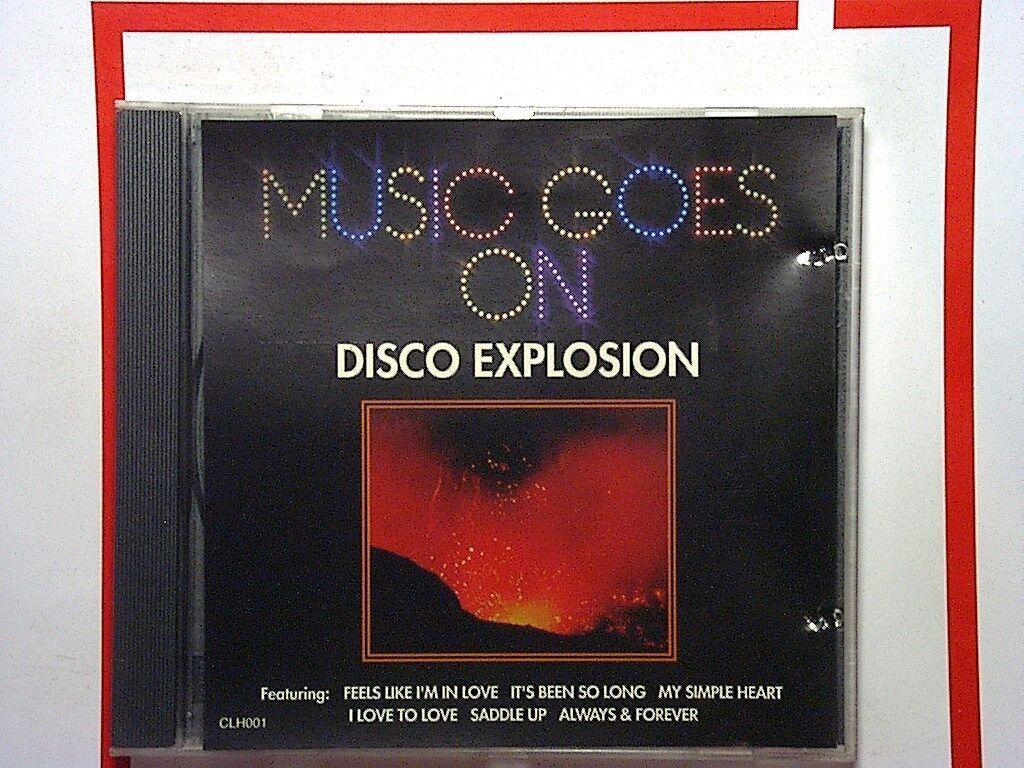 MUSIC GOES
ON
DISCO EXPLOSION
Featuring: FEELS LIKE I'M IN LOVE IT'S BEEN SO LONG MY SIMPLE HEART
I LOVE TO LOVE SADDLE UP ALWAYS & FOREVER
CLH001